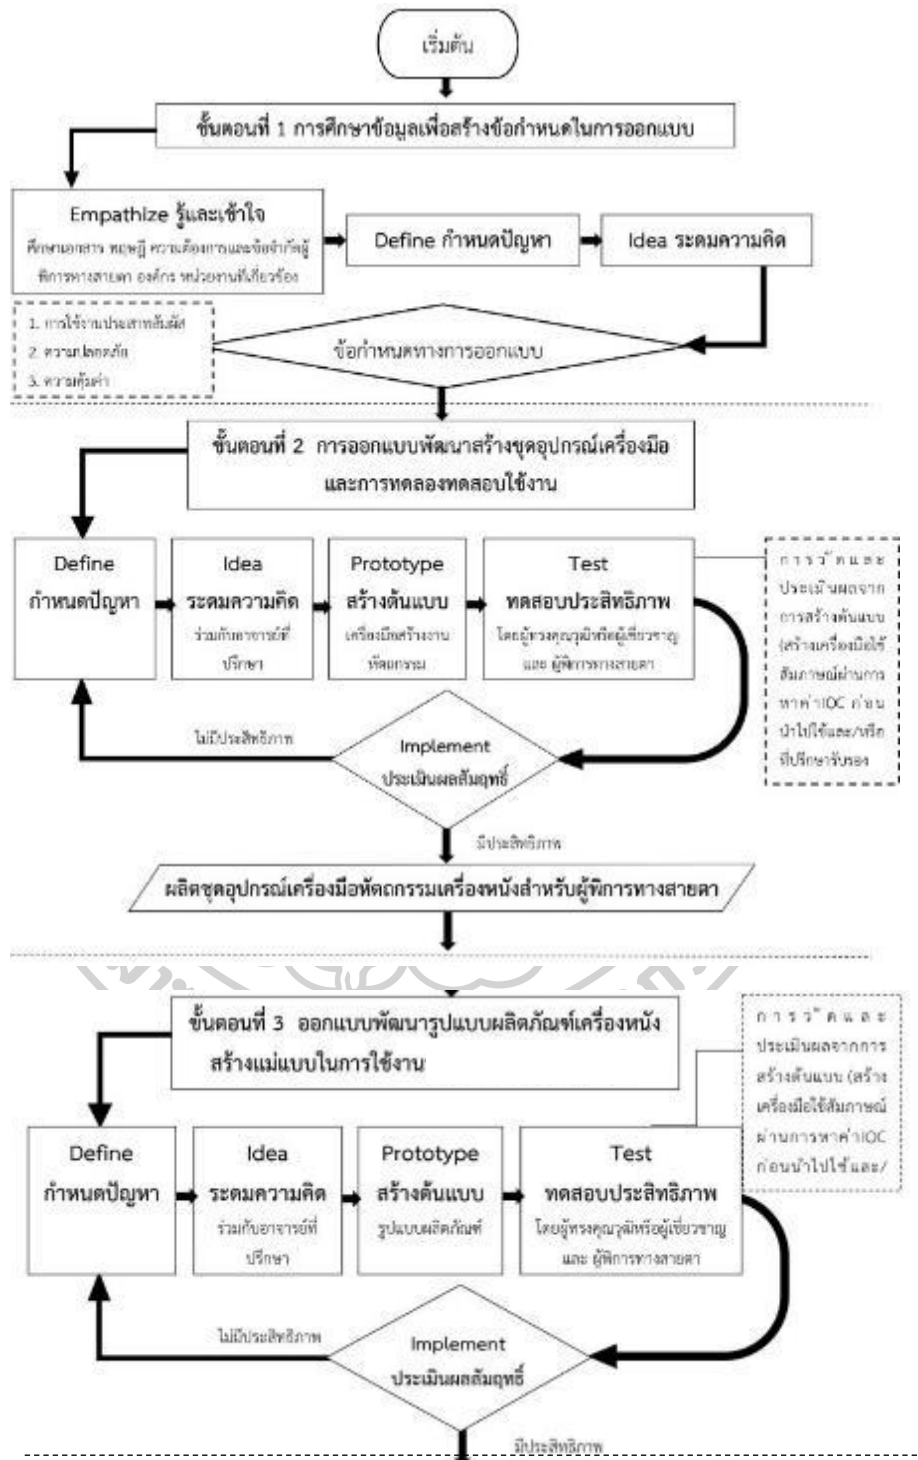 เริ่มต้น
ขั้นตอนที่ 1 การศึกษาข้อมูลเพื่อสร้างข้อกำหนดในการออกแบบ
Empathize รู้และเข้าใจ
ศึกษาเอกสาร ทฤษฎี ความต้องการและข้อจำกัดผู้
พิการทางสายตา องค์กร หน่วยงานที่เกี่ยวข้อง
Define กำหนดปัญหา
Idea ระดมความคิด
1. การใช้งานประสาทสัมผัส
2. ความปลอดภัย
3. ความคุ้มค่า
ข้อกำหนดทางการออกแบบ
ขั้นตอนที่ 2 การออกแบบพัฒนาสร้างชุดอุปกรณ์เครื่องมือ
และการทดลองทดสอบใช้งาน
Define
กำหนดปัญหา
Idea
ระดมความคิด
ร่วมกับอาจารย์ที่
ปรึกษา
Prototype
สร้างต้นแบบ
เครื่องมือสร้างงาน
หัตถกรรม
Test
ทดสอบประสิทธิภาพ
โดยผู้ทรงคุณวุฒิหรือผู้เชี่ยวชาญ
และ ผู้พิการทางสายตา
การวัดและ
ประเมินผลจาก
การสร้างต้นแบบ
(สร้างเครื่องมือใช้
สัมภาษณ์ผ่านการ
หาค่าIOC ก่อน
นำไปใช้และ/หรือ
ที่ปรึกษารับรอง
ไม่มีประสิทธิภาพ
Implement
ประเมินผลสัมฤทธิ์
มีประสิทธิภาพ
ผลิตชุดอุปกรณ์เครื่องมือหัตถกรรมเครื่องหนังสำหรับผู้พิการทางสายตา
ขั้นตอนที่ 3 ออกแบบพัฒนารูปแบบผลิตภัณฑ์เครื่องหนัง
สร้างแม่แบบในการใช้งาน
การวัดและ
ประเมินผลจากการ
สร้างต้นแบบ (สร้าง
เครื่องมือใช้สัมภาษณ์
ผ่านการหาค่าIOC
ก่อนนำไปใช้ และ/
Define
กำหนดปัญหา
Idea
ระดมความคิด
ร่วมกับอาจารย์ที่
ปรึกษา
Prototype
สร้างต้นแบบ
รูปแบบผลิตภัณฑ์
Test
ทดสอบประสิทธิภาพ
โดยผู้ทรงคุณวุฒิหรือผู้เชี่ยวชาญ
และ ผู้พิการทางสายตา
ไม่มีประสิทธิภาพ
Implement
ประเมินผลสัมฤทธิ์
มีประสิทธิภาพ